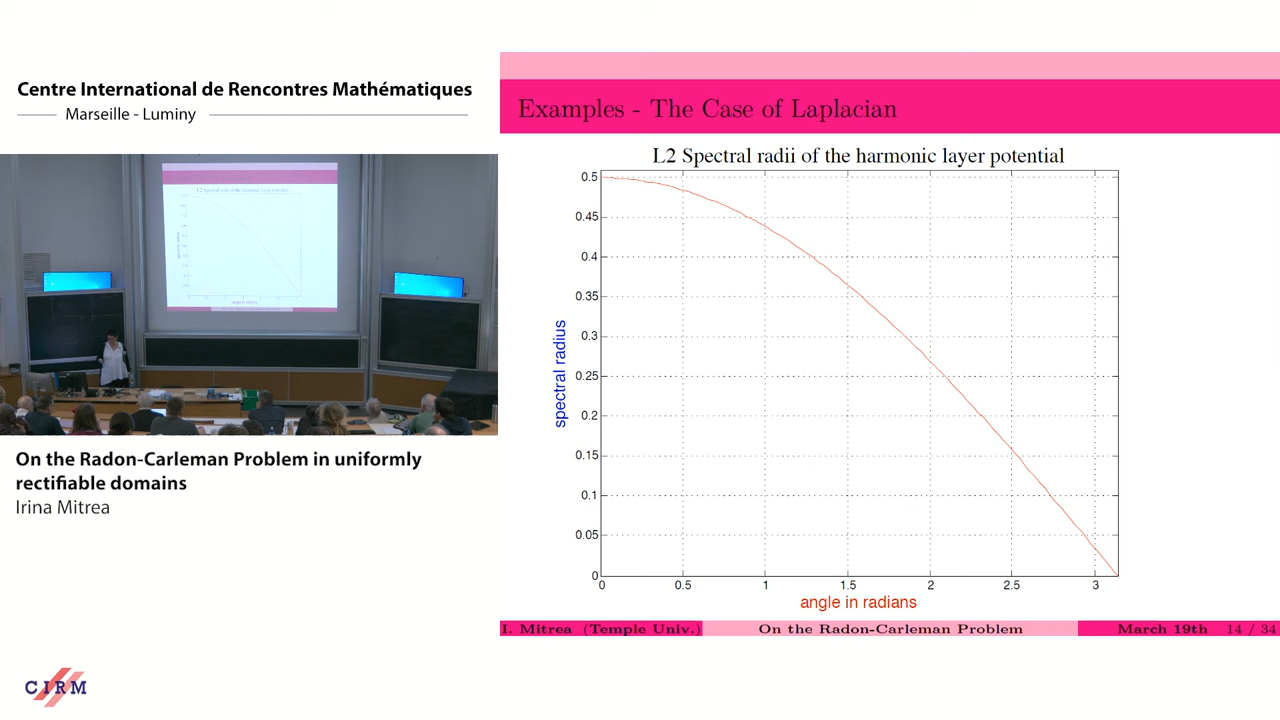 Centre International de Rencontres Mathématiques
Marseille - Luminy
On the Radon-Carleman Problem in uniformly
rectifiable domains
Irina Mitrea
CIRM
Examples - The Case of Laplacian
L2 Spectral radii of the harmonic layer potential
0.5
0.45
0.4
0.35
0.3
0.25
0.2
0.15
0.1
0.05
0
spectral radius
0 0.5 1 1.5 2 2.5 3
angle in radians
I. Mitrea (Temple Univ.) On the Radon-Carleman Problem March 19th 14 / 34